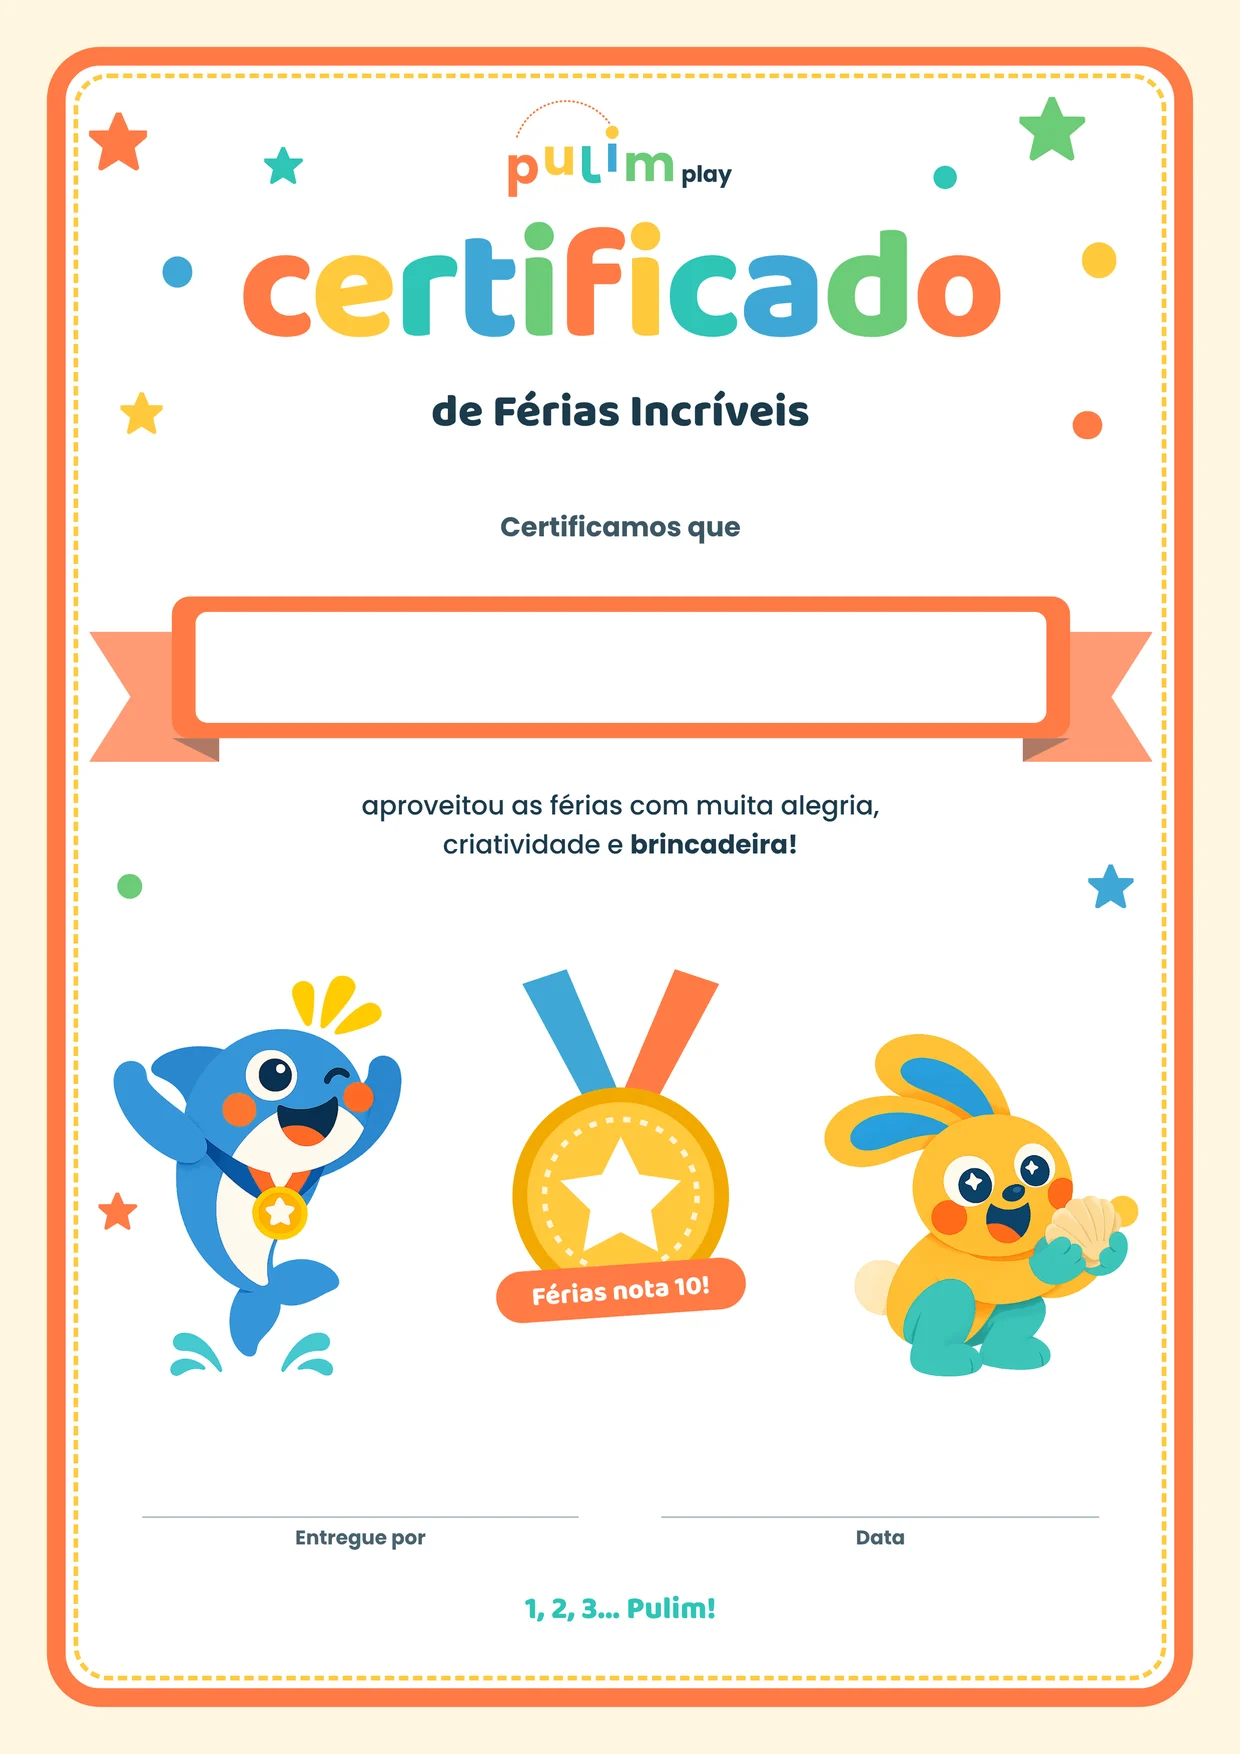 pulim play
certificado
de Férias Incríveis
Certificamos que
aproveitou as férias com muita alegria,
criatividade e brincadeira!
Férias nota 10!
Entregue por
Data
1, 2, 3... Pulim!